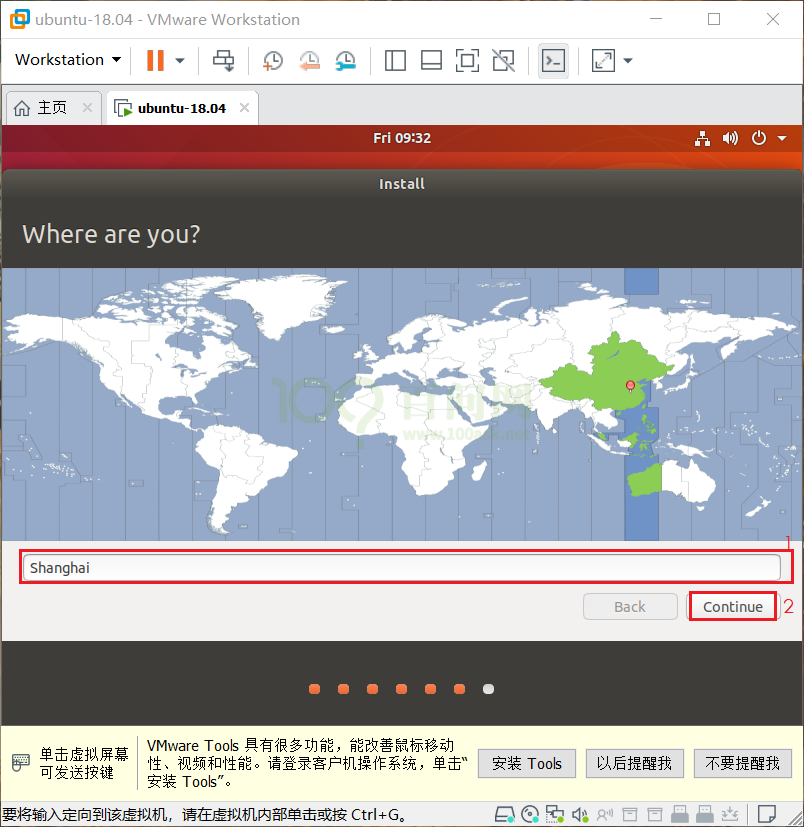 ubuntu-18.04 - VMware Workstation
Workstation
主页
ubuntu-18.04
Fri 09:32
Install
Where are you?
100
www.100ask.net
1
Shanghai
Back
Continue
2
单击虚拟屏幕
可发送按键
VMware Tools 具有很多功能，能改善鼠标移动
性、视频和性能。请登录客户机操作系统，单击“
安装 Tools”。
安装 Tools
以后提醒我
不要提醒我
要将输入定向到该虚拟机，请在虚拟机内部单击或按 Ctrl+G。